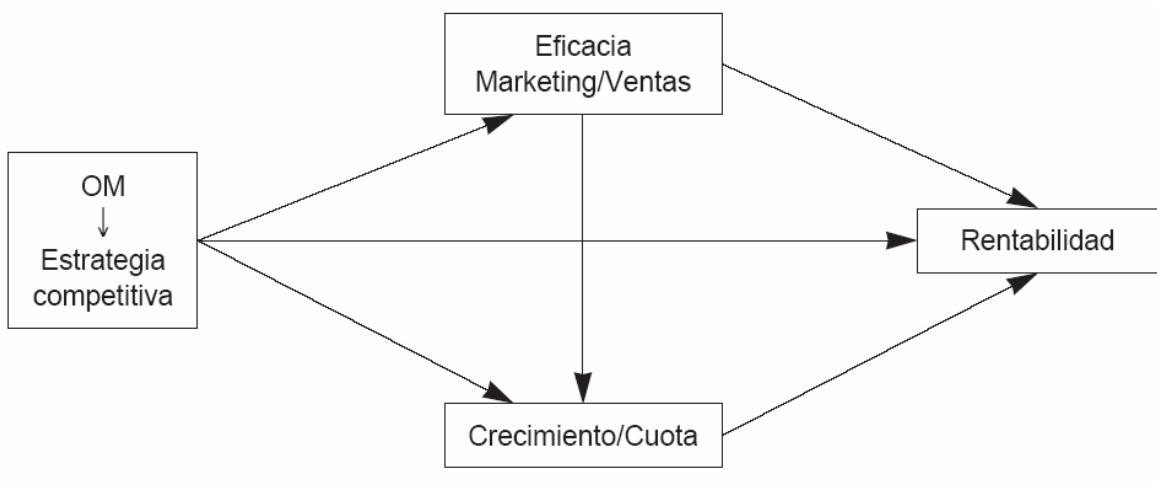 Eficacia
Marketing/Ventas
OM
Estrategia
competitiva
Rentabilidad
Crecimiento/Cuota